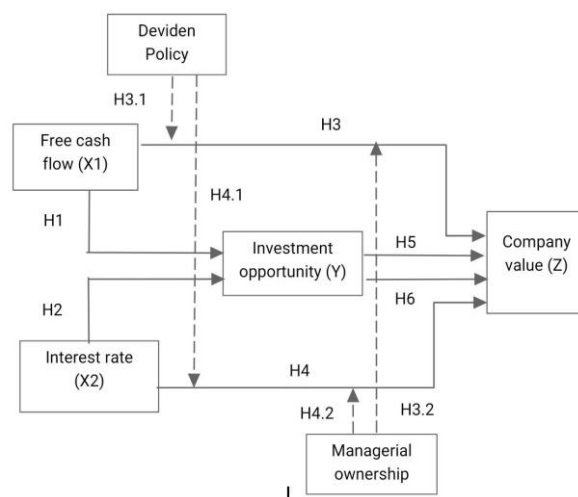 Deviden
Policy
H3.1
H3
Free cash
flow (X1)
H4.1
H1
Investment
opportunity (Y)
H5
Company
value (Z)
H2
H6
Interest rate
(X2)
H4
H4.2
H3.2
Managerial
ownership